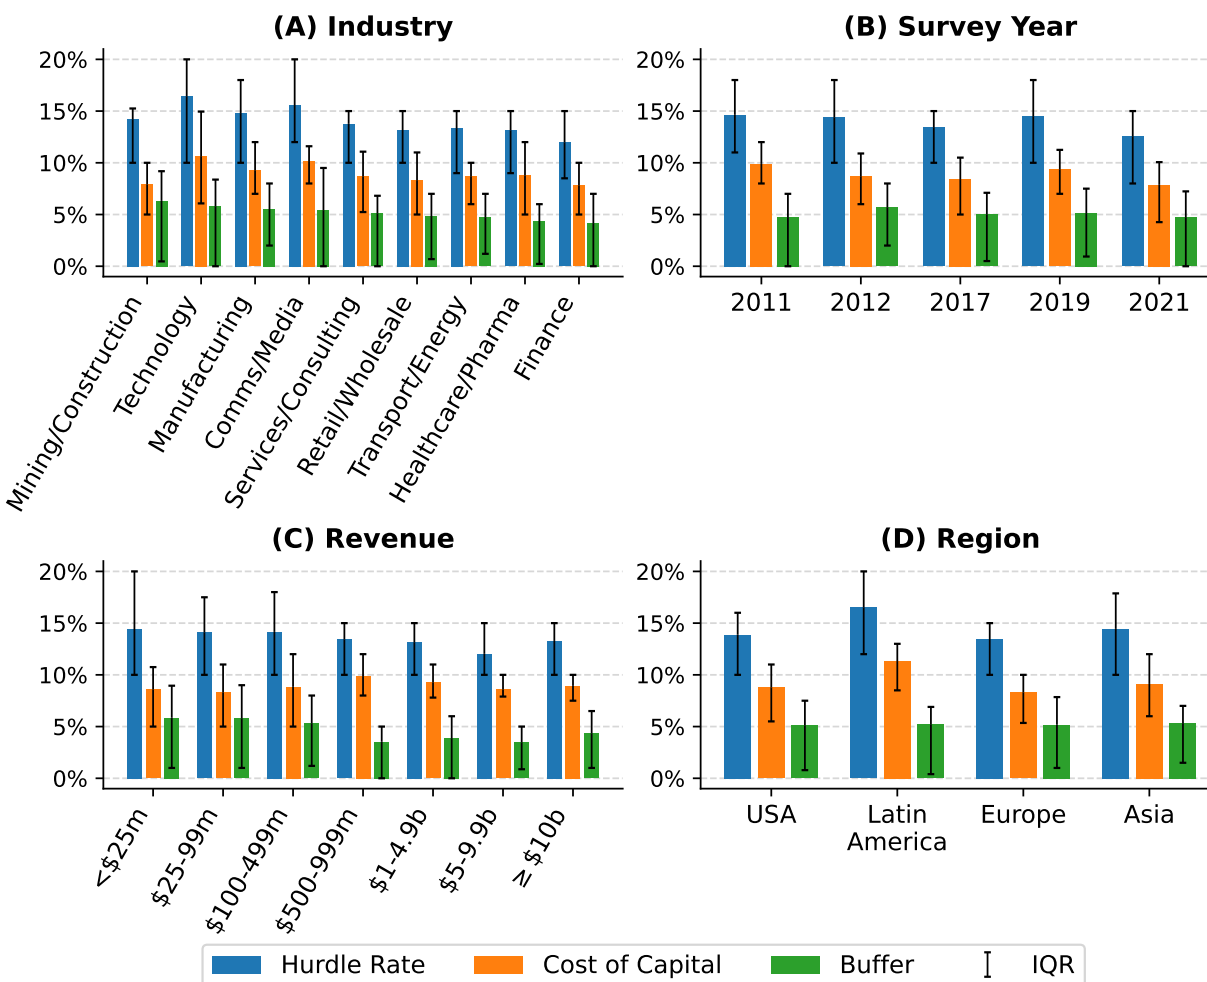 (A) Industry
20%
15%
10%
5%
0%
Mining/Construction
Technology
Manufacturing
Comms/Media
Services/Consulting
Retail/Wholesale
Transport/Energy
Healthcare/Pharma
Finance
(B) Survey Year
20%
15%
10%
5%
0%
2011
2012
2017
2019
2021
(C) Revenue
20%
15%
10%
5%
0%
<$25m
$25-99m
$100-499m
$500-999m
$1-4.9b
$5-9.9b
≥ $10b
(D) Region
20%
15%
10%
5%
0%
USA
Latin
America
Europe
Asia
Hurdle Rate
Cost of Capital
Buffer
IQR